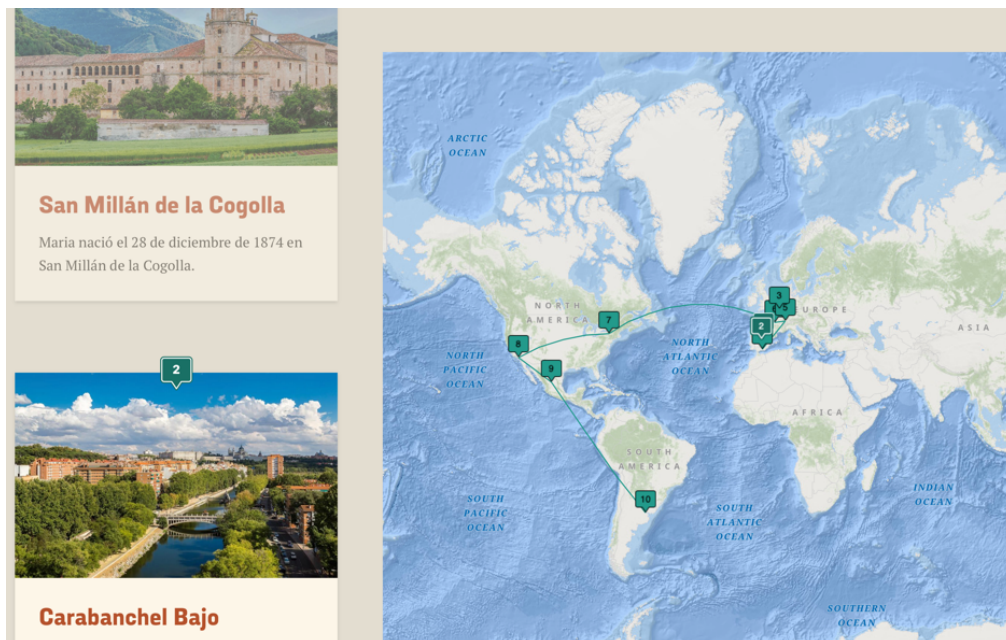 San Millán de la Cogolla
Maria nació el 28 de diciembre de 1874 en
San Millán de la Cogolla.
2
Carabanchel Bajo
ARCTIC
OCEAN
NORTH
AMERICA
NORTH
PACIFIC
OCEAN
NORTH
ATLANTIC
OCEAN
EUROPE
ASIA
AFRICA
SOUTH
AMERICA
SOUTH
PACIFIC
OCEAN
SOUTH
ATLANTIC
OCEAN
INDIAN
OCEAN
SOUTHERN
OCEAN
3
5
2
7
8
9
10